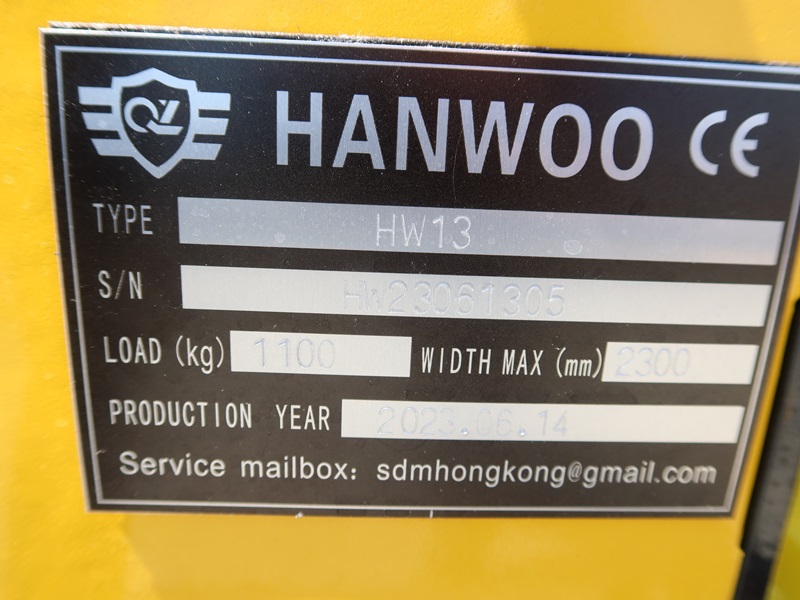 QV HANWOO CE
TYPE HW13
S/N HW23061305
LOAD (kg) 1100 WIDTH MAX (mm) 2300
PRODUCTION YEAR 2023.06.14
Service mailbox: sdmhongkong@gmail.com